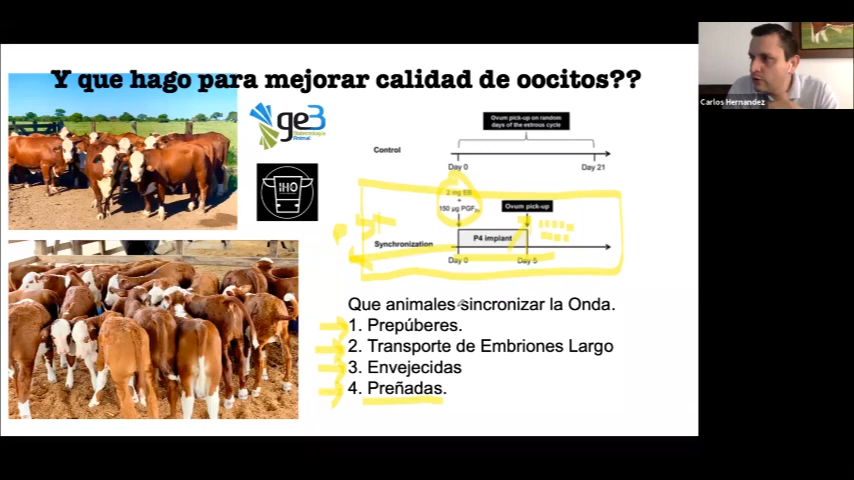 Y que hago para mejorar calidad de oocitos??
Carlos Hernandez
ge3
Biotecnología
Animal
IHO
Ovum pick-up on random
days of the estrous cycle
Control
Day 0
Day 21
2 mg EB
+
150 µg PGF
Ovum pick-up
P4 implant
Synchronization
Day 0
Day 5
Que animales sincronizar la Onda.
1. Prepúberes.
2. Transporte de Embriones Largo
3. Envejecidas
4. Preñadas.